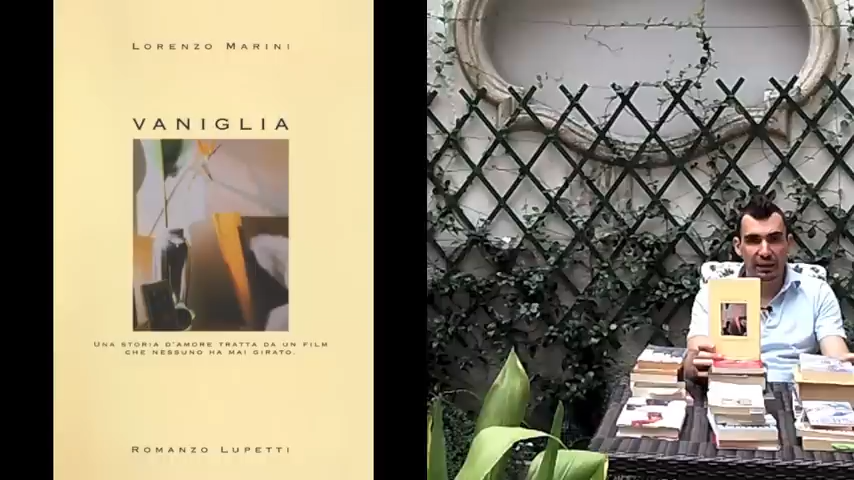 LORENZO MARINI
VANIGLIA
UNA STORIA D'AMORE TRATTA DA UN FILM
CHE NESSUNO HA MAI GIRATO.
ROMANZO LUPETTI